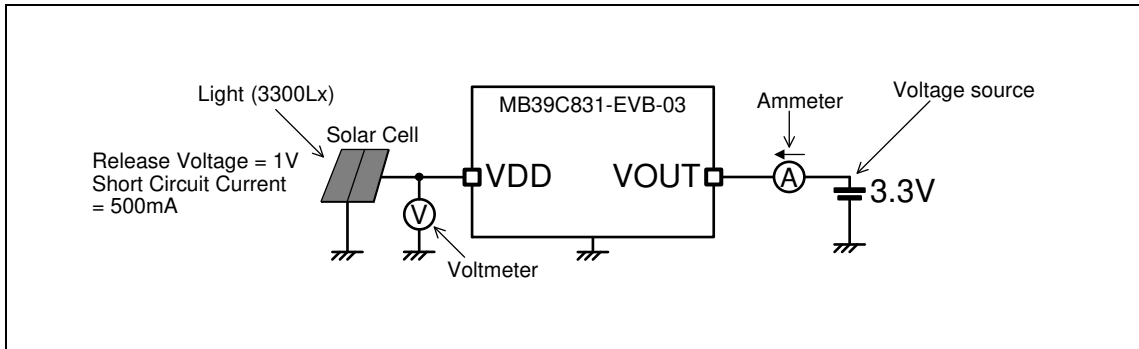 Light (3300Lx)
Solar Cell
Release Voltage = 1V
Short Circuit Current
= 500mA
V
Voltmeter
MB39C831-EVB-03
VDD
VOUT
Ammeter
A
Voltage source
3.3V